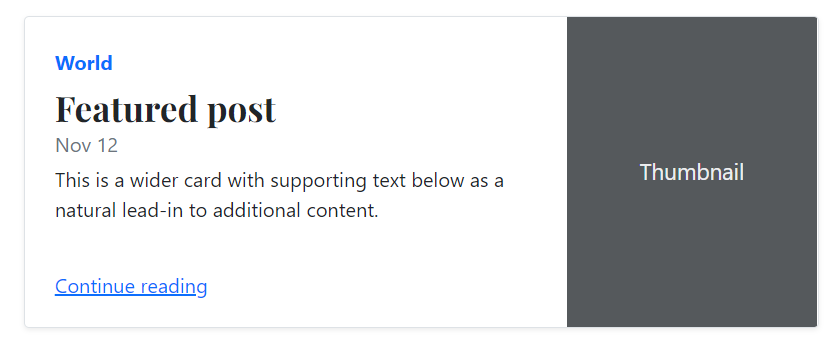 World
Featured post
Nov 12
This is a wider card with supporting text below as a
natural lead-in to additional content.
Continue reading
Thumbnail